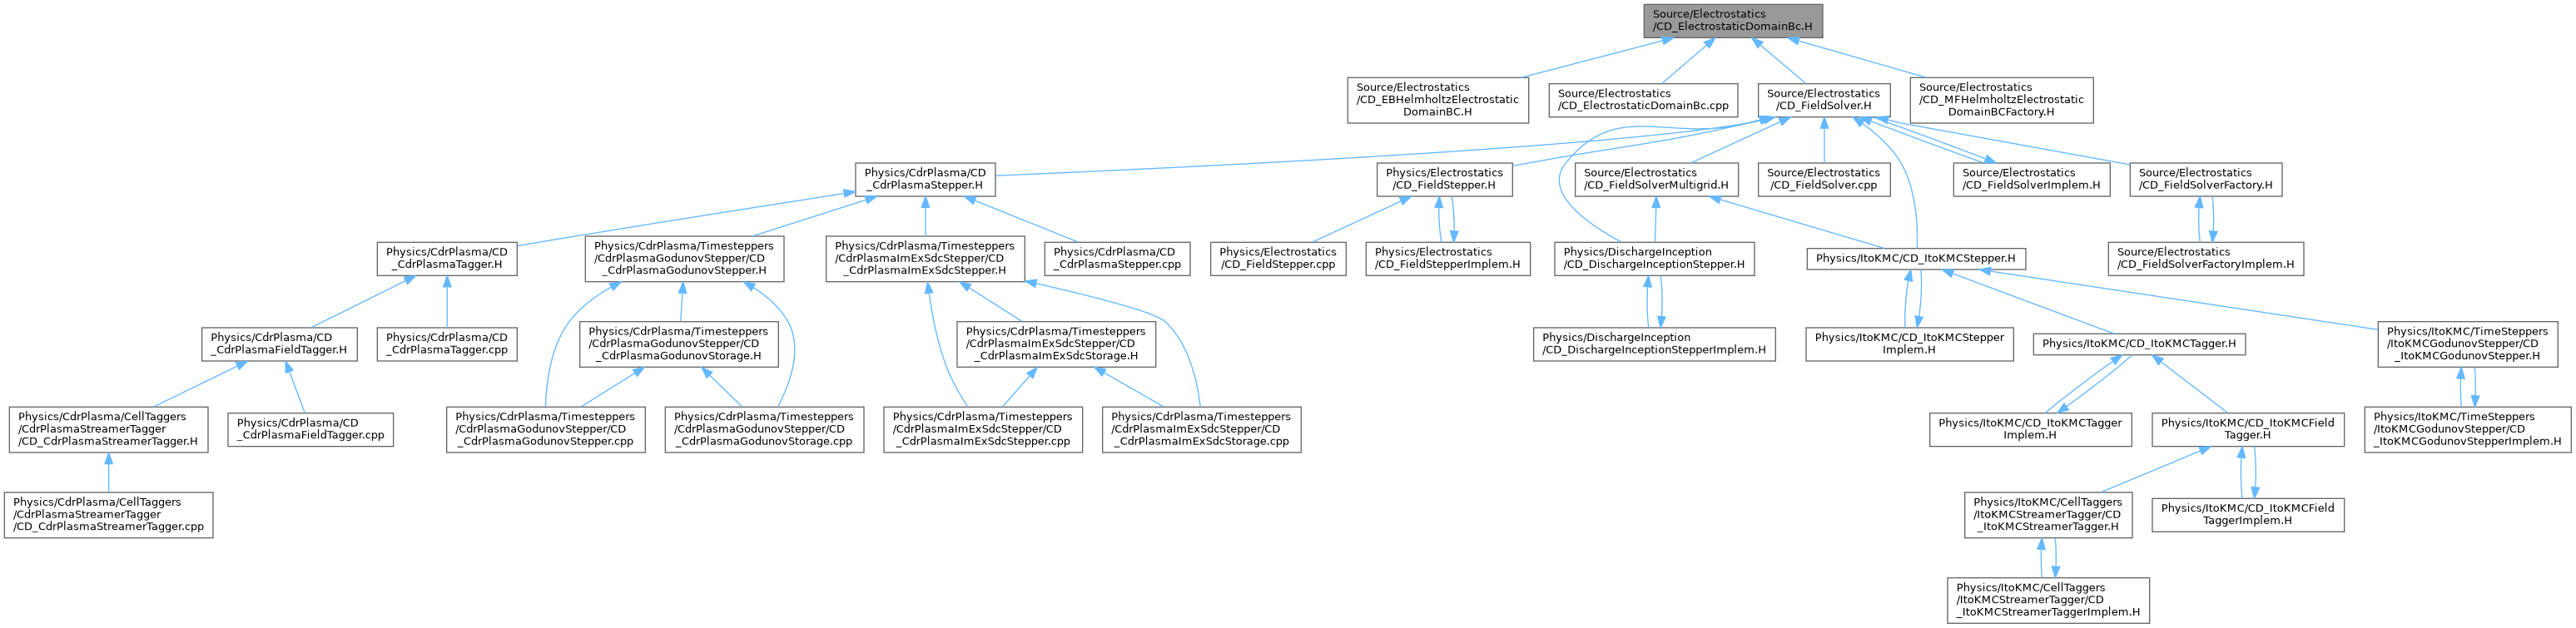 Source/Electrostatics
/CD_ElectrostaticDomainBc.H
Source/Electrostatics
/CD_EBHelmholtzElectrostatic
DomainBC.H
Source/Electrostatics
/CD_ElectrostaticDomainBc.cpp
Source/Electrostatics
/CD_FieldSolver.H
Source/Electrostatics
/CD_MFHelmholtzElectrostatic
DomainBCFactory.H
Physics/CdrPlasma/CD
_CdrPlasmaStepper.H
Physics/Electrostatics
/CD_FieldStepper.H
Source/Electrostatics
/CD_FieldSolverMultigrid.H
Source/Electrostatics
/CD_FieldSolver.cpp
Source/Electrostatics
/CD_FieldSolverImplem.H
Source/Electrostatics
/CD_FieldSolverFactory.H
Physics/CdrPlasma/CD
_CdrPlasmaTagger.H
Physics/CdrPlasma/Timesteppers
/CdrPlasmaGodunovStepper/CD
_CdrPlasmaGodunovStepper.H
Physics/CdrPlasma/Timesteppers
/CdrPlasmaImExSdcStepper/CD
_CdrPlasmaImExSdcStepper.H
Physics/CdrPlasma/CD
_CdrPlasmaStepper.cpp
Physics/Electrostatics
/CD_FieldStepper.cpp
Physics/Electrostatics
/CD_FieldStepperImplem.H
Physics/DischargeInception
/CD_DischargeInceptionStepper.H
Physics/ItoKMC/CD_ItoKMCStepper.H
Source/Electrostatics
/CD_FieldSolverFactoryImplem.H
Physics/CdrPlasma/CD
_CdrPlasmaFieldTagger.H
Physics/CdrPlasma/CD
_CdrPlasmaTagger.cpp
Physics/CdrPlasma/Timesteppers
/CdrPlasmaGodunovStepper/CD
_CdrPlasmaGodunovStorage.H
Physics/CdrPlasma/Timesteppers
/CdrPlasmaImExSdcStepper/CD
_CdrPlasmaImExSdcStorage.H
Physics/DischargeInception
/CD_DischargeInceptionStepperImplem.H
Physics/ItoKMC/CD_ItoKMCStepper
Implem.H
Physics/ItoKMC/CD_ItoKMCTagger.H
Physics/ItoKMC/TimeSteppers
/ItoKMCGodunovStepper/CD
_ItoKMCGodunovStepper.H
Physics/CdrPlasma/CellTaggers
/CdrPlasmaStreamerTagger
/CD_CdrPlasmaStreamerTagger.H
Physics/CdrPlasma/CD
_CdrPlasmaFieldTagger.cpp
Physics/CdrPlasma/Timesteppers
/CdrPlasmaGodunovStepper/CD
_CdrPlasmaGodunovStepper.cpp
Physics/CdrPlasma/Timesteppers
/CdrPlasmaGodunovStepper/CD
_CdrPlasmaGodunovStorage.cpp
Physics/CdrPlasma/Timesteppers
/CdrPlasmaImExSdcStepper/CD
_CdrPlasmaImExSdcStepper.cpp
Physics/CdrPlasma/Timesteppers
/CdrPlasmaImExSdcStepper/CD
_CdrPlasmaImExSdcStorage.cpp
Physics/ItoKMC/CD_ItoKMCTagger
Implem.H
Physics/ItoKMC/CD_ItoKMCField
Tagger.H
Physics/ItoKMC/TimeSteppers
/ItoKMCGodunovStepper/CD
_ItoKMCGodunovStepperImplem.H
Physics/CdrPlasma/CellTaggers
/CdrPlasmaStreamerTagger
/CD_CdrPlasmaStreamerTagger.cpp
Physics/ItoKMC/CellTaggers
/ItoKMCStreamerTagger/CD
_ItoKMCStreamerTagger.H
Physics/ItoKMC/CD_ItoKMCField
TaggerImplem.H
Physics/ItoKMC/CellTaggers
/ItoKMCStreamerTagger/CD
_ItoKMCStreamerTaggerImplem.H